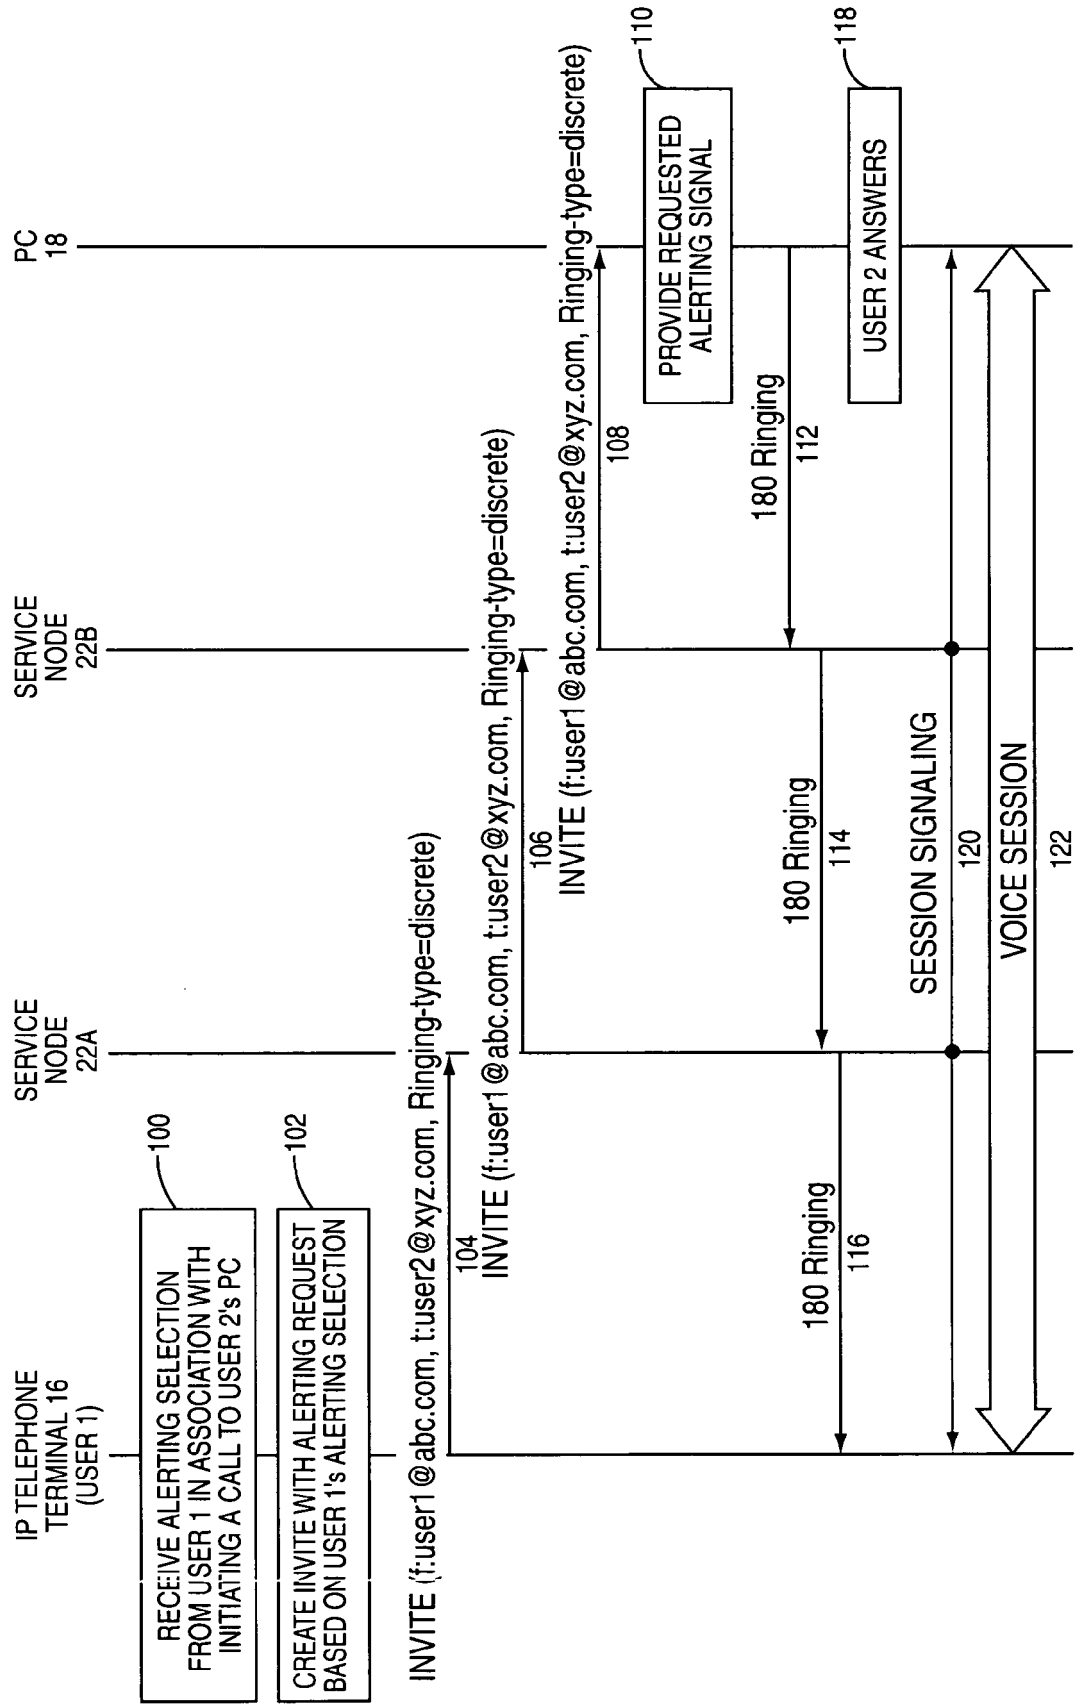 IP TELEPHONE
TERMINAL 16
(USER 1)
SERVICE
NODE
22A
SERVICE
NODE
22B
PC
18
RECEIVE ALERTING SELECTION
FROM USER 1 IN ASSOCIATION WITH
INITIATING A CALL TO USER 2's PC
100
CREATE INVITE WITH ALERTING REQUEST
BASED ON USER 1's ALERTING SELECTION
102
INVITE (f:user1@abc.com, t:user2@xyz.com, Ringing-type=discrete)
104
INVITE (f:user1@abc.com, t:user2@xyz.com, Ringing-type=discrete)
106
INVITE (f:user1@abc.com, t:user2@xyz.com, Ringing-type=discrete)
108
PROVIDE REQUESTED
ALERTING SIGNAL
110
180 Ringing
112
180 Ringing
114
180 Ringing
116
USER 2 ANSWERS
118
SESSION SIGNALING
120
VOICE SESSION
122